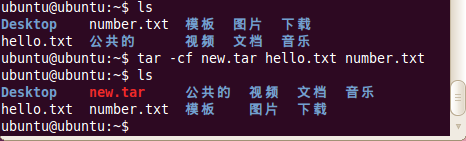 ubuntu@ubuntu:~$ ls
Desktop number.txt 模板 图片 下载
hello.txt 公共的 视频 文档 音乐
ubuntu@ubuntu:~$ tar -cf new.tar hello.txt number.txt
ubuntu@ubuntu:~$ ls
Desktop new.tar 公共的 视频 文档 音乐
hello.txt number.txt 模板 图片 下载
ubuntu@ubuntu:~$